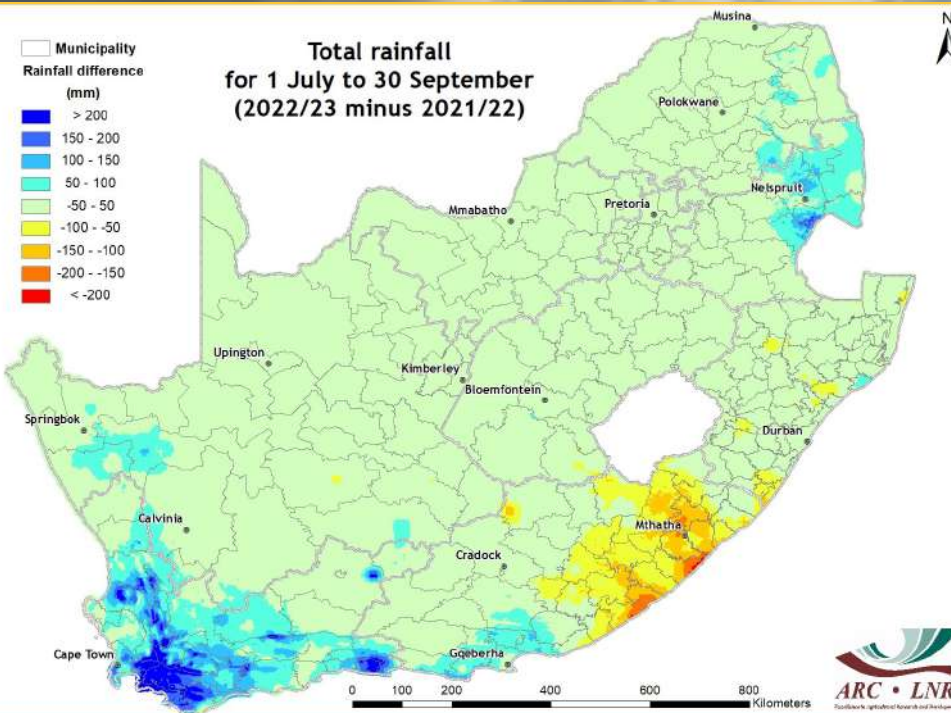 Total rainfall
for 1 July to 30 September
(2022/23 minus 2021/22)
N
Municipality
Rainfall difference
(mm)
> 200
150 - 200
100 - 150
50 - 100
-50 - 50
-100 - -50
-150 - -100
-200 - -150
< -200
Musina
Polokwane
Nelspruit
Pretoria
Mmabatho
Upington
Kimberley
Bloemfontein
Springbok
Durban
Calvinia
Mthatha
Cradock
Cape Town
Gqeberha
0 100 200 400 600 800
Kilometers
ARC • LNR